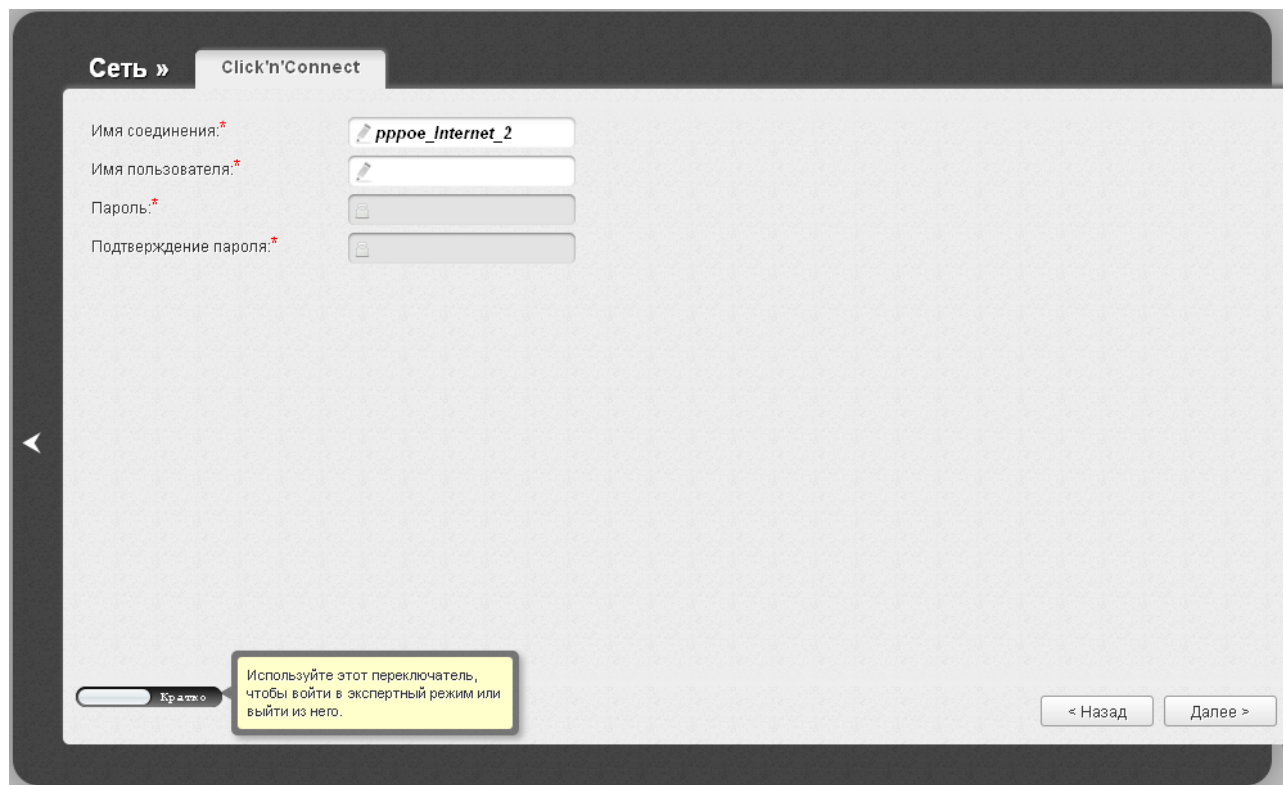 Сеть »
Click'n'Connect
Имя соединения:*
pppoe_Internet_2
Имя пользователя:*
Пароль:*
Подтверждение пароля:*
Используйте этот переключатель,
чтобы войти в экспертный режим или
выйти из него.
Кратко
< Назад
Далее >